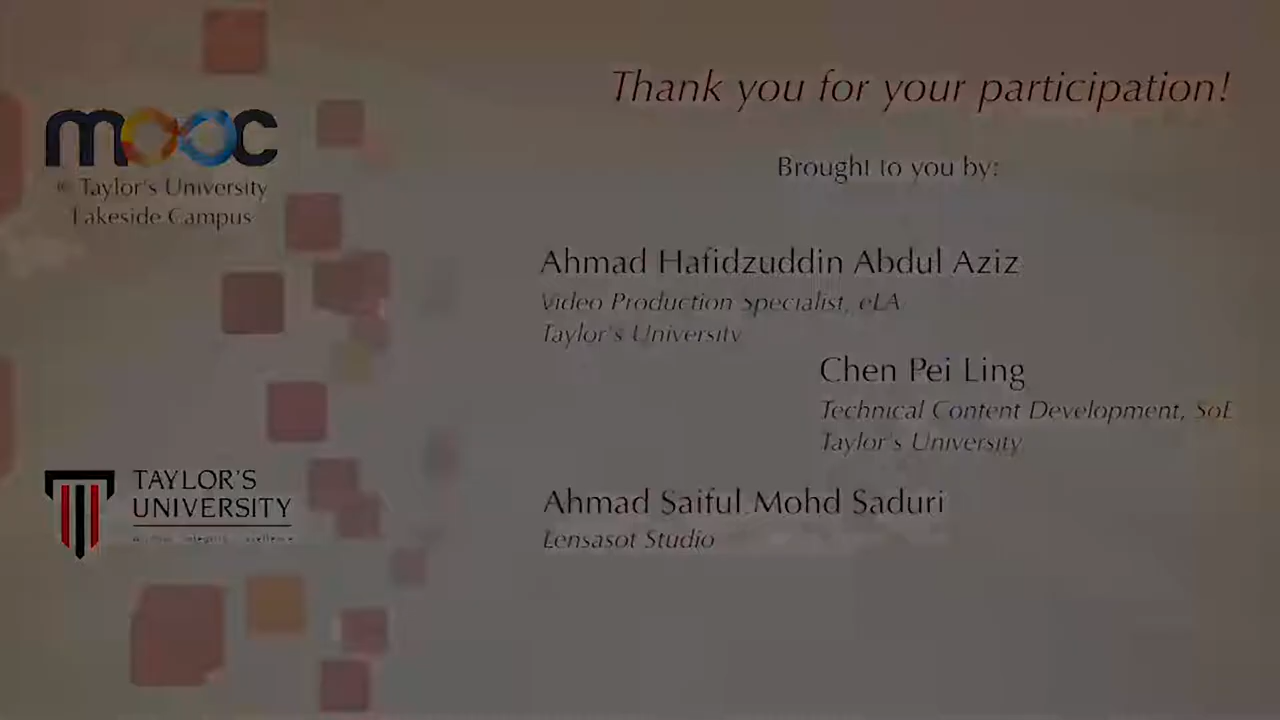 Thank you for your participation!
mooc
@ Taylor's University
Lakeside Campus
Brought to you by:
Ahmad Hafidzuddin Abdul Aziz
Video Production Specialist, eLA
Taylor's University
Chen Pei Ling
Technical Content Development, SoE
Taylor's University
TAYLOR'S
UNIVERSITY
Ahmad Saiful Mohd Saduri
Lensasot Studio